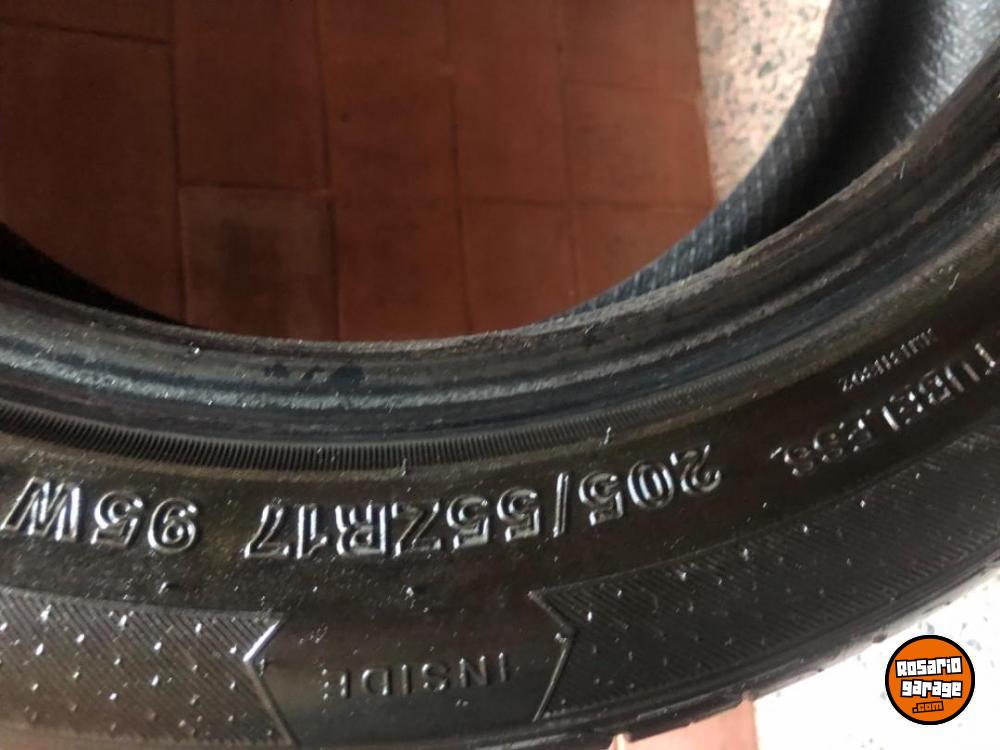 TUBELESS
205/55ZR17 95W
INSIDE
ROSARIO
garage
.com